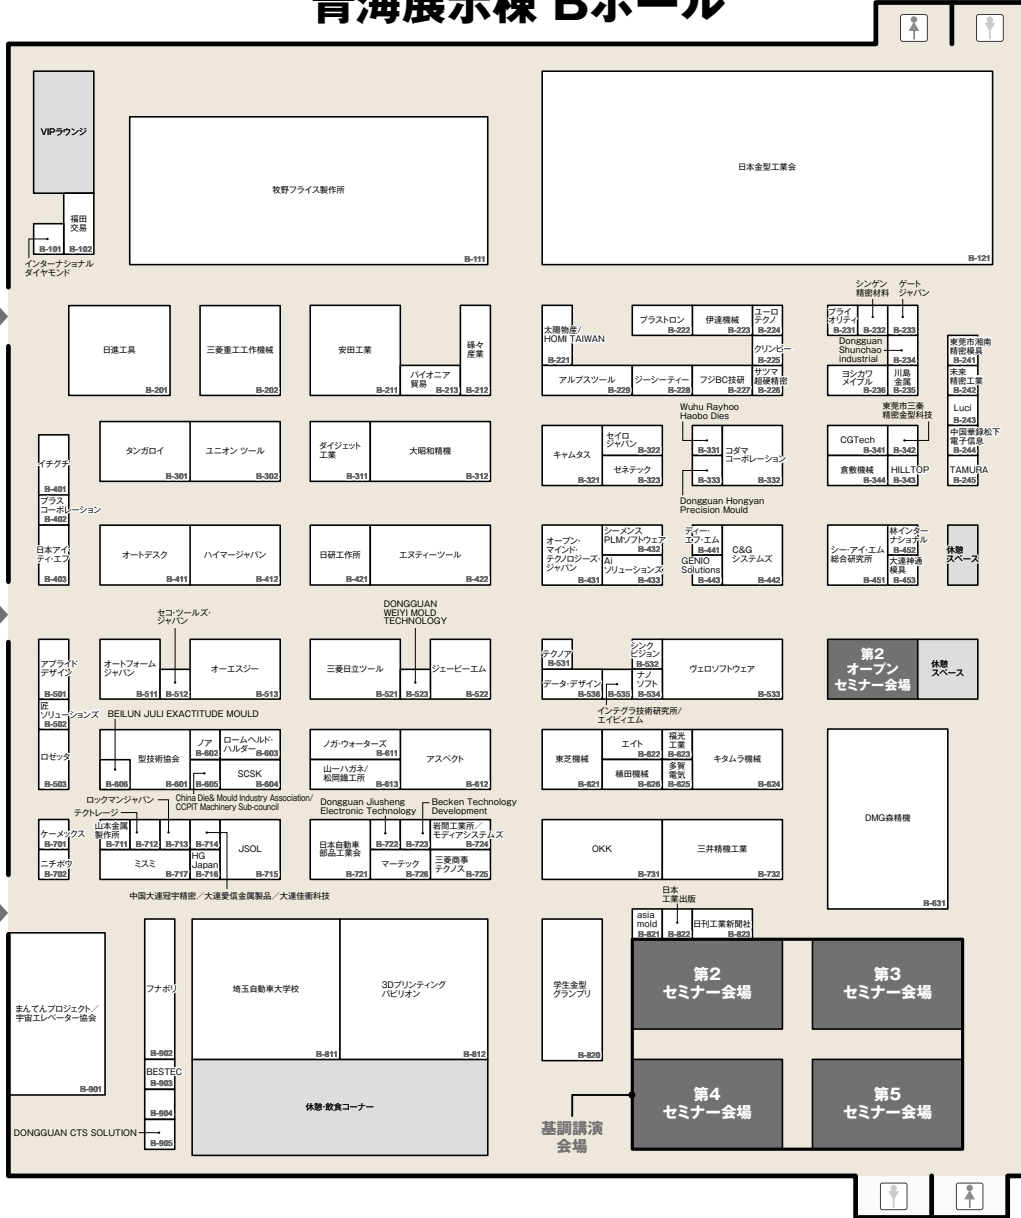 青海展示棟 Bホール
VIPラウンジ
福田
交易
B-101
B-102
インターナショナル
ダイヤモンド
牧野フライス製作所
B-111
日本金型工業会
B-121
日進工具
B-201
三菱重工工作機械
B-202
安田工業
B-211
パイオニア
貿易
B-213
碌々
産業
B-212
太陽物産/
HOMI TAIWAN
B-221
プラストロン
B-222
伊達機械
B-223
ユーロ
テクノ
B-224
クリンビー
B-225
アルプスツール
B-229
ジーシーティー
B-228
フジBC技研
B-227
サツマ
超硬精密
B-226
シンゲン
精密材料
ゲート
ジャパン
プライ
オリティ
B-231
B-232
B-233
Dongguan
Shunchao
industrial
B-234
ヨシカワ
メイプル
B-236
川島
金属
B-235
東莞市湘南
精密模具
B-241
未来
精密工業
B-242
Luci
B-243
中国華録松下
電子信息
B-244
TAMURA
B-245
イチグチ
B-401
プラス
コーポレーション
B-402
日本アイ・
ティ・エフ
B-403
タンガロイ
B-301
ユニオン ツール
B-302
ダイジェット
工業
B-311
大昭和精機
B-312
キャムタス
B-321
セイロ
ジャパン
B-322
ゼネテック
B-323
Wuhu Rayhoo
Haobo Dies
B-331
B-333
コダマ
コーポレーション
B-332
Dongguan Hongyan
Precision Mould
東莞市三秦
精密金型科技
CGTech
B-341
B-342
倉敷機械
B-344
HILLTOP
B-343
オートデスク
B-411
ハイマージャパン
B-412
日研工作所
B-421
エヌティーツール
B-422
オープン・
マインド・
テクノロジーズ・
ジャパン
B-431
シーメンス
PLMソフトウェア
B-432
Ai
ソリューションズ
B-433
ディー・
エフ・エム
B-441
GENIO
Solutions
B-443
C&G
システムズ
B-442
シー・アイ・エム
総合研究所
B-451
林インター
ナショナル
B-452
大連神通
模具
B-453
休憩
スペース
アプライド
デザイン
B-501
匠
ソリューションズ
B-502
ロゼッタ
B-503
セコ・ツールズ・
ジャパン
オートフォーム
ジャパン
B-511
B-512
オーエスジー
B-513
DONGGUAN
WEIYI MOLD
TECHNOLOGY
三菱日立ツール
B-521
B-523
ジェービーエム
B-522
テクノア
B-531
データ・デザイン
B-536
B-535
シンク
ビジョン
B-532
ナノ
ソフト
B-534
ヴェロソフトウェア
B-533
インテグラ技術研究所/
エイビィエム
第2
オープン
セミナー会場
休憩
スペース
BEILUN JULI EXACTITUDE MOULD
B-606
型技術協会
B-601
ノア
B-602
ロームヘルド・
ハルダー
B-603
B-605
SCSK
B-604
China Die& Mould Industry Association/
CCPIT Machinery Sub-council
ノガ・ウォーターズ
B-611
山一ハガネ/
松岡鐵工所
B-613
アスペクト
B-612
東芝機械
B-621
エイト
B-622
福光
工業
B-623
植田機械
B-626
多賀
電気
B-625
キタムラ機械
B-624
DMG森精機
B-631
ロックマンジャパン
テクトレージ
ケーメックス
B-701
ニチボウ
B-702
山本金属
製作所
B-711
B-712
B-713
B-714
ミスミ
B-717
HG
Japan
B-716
JSOL
B-715
中国大連冠宇精密/大連愛信金属製品/大連佳衛科技
Dongguan Jiusheng
Electronic Technology
Becken Technology
Development
日本自動車
部品工業会
B-721
B-722
B-723
岩間工業所/
モディアシステムズ
B-724
マーテック
B-726
三菱商事
テクノス
B-725
OKK
B-731
三井精機工業
B-732
日本
工業出版
asia
mold
B-821
B-822
日刊工業新聞社
B-823
まんてんプロジェクト/
宇宙エレベーター協会
B-901
フナボリ
B-902
BESTEC
B-903
B-904
DONGGUAN CTS SOLUTION
B-905
埼玉自動車大学校
B-811
3Dプリンティング
パビリオン
B-812
休憩・飲食コーナー
学生金型
グランプリ
B-820
第2
セミナー会場
第3
セミナー会場
第4
セミナー会場
第5
セミナー会場
基調講演
会場